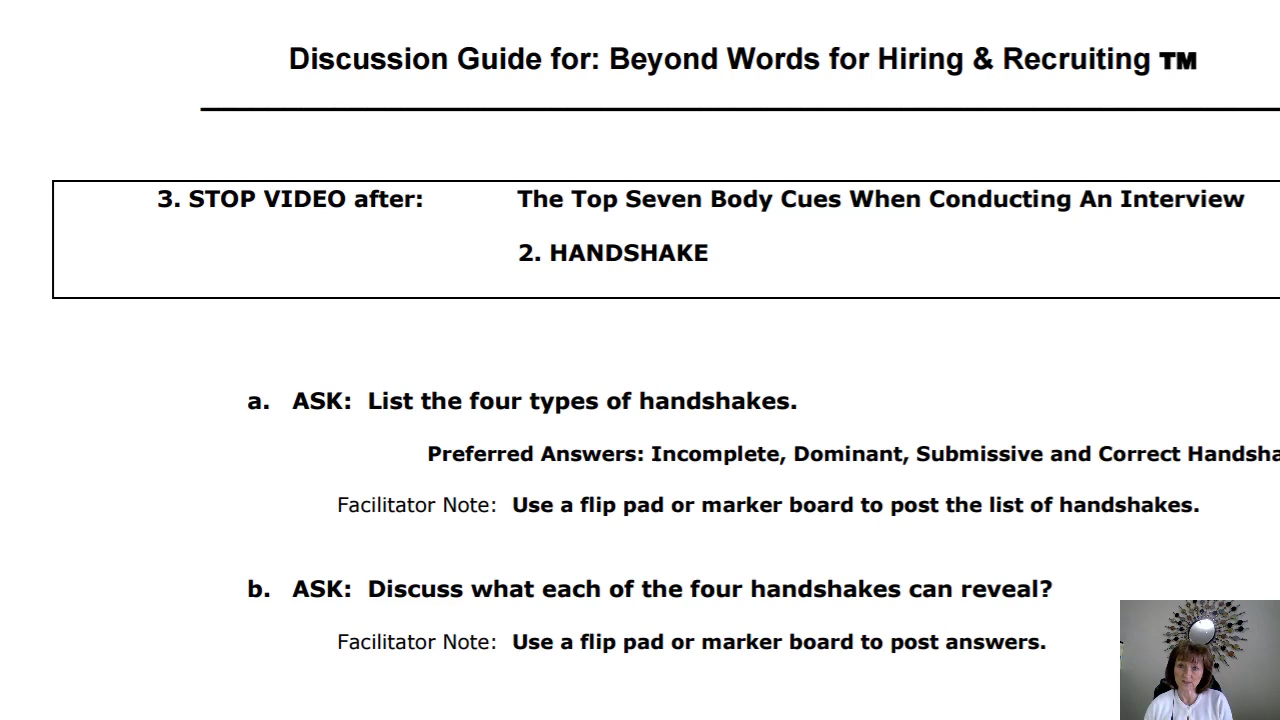 Discussion Guide for: Beyond Words for Hiring & Recruiting ™
3. STOP VIDEO after: The Top Seven Body Cues When Conducting An Interview
2. HANDSHAKE
a. ASK: List the four types of handshakes.
Preferred Answers: Incomplete, Dominant, Submissive and Correct Handsha
Facilitator Note: Use a flip pad or marker board to post the list of handshakes.
b. ASK: Discuss what each of the four handshakes can reveal?
Facilitator Note: Use a flip pad or marker board to post answers.